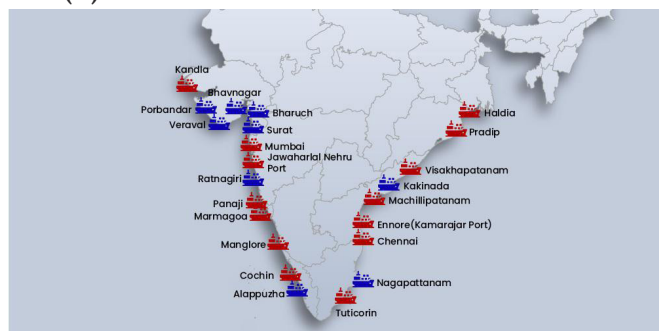 Kandla
Bhavnagar
Porbandar
Bharuch
Veraval
Surat
Mumbai
Jawaharlal Nehru
Port
Ratnagiri
Panaji
Marmagoa
Manglore
Cochin
Alappuzha
Haldia
Pradip
Visakhapatanam
Kakinada
Machillipatanam
Ennore(Kamarajar Port)
Chennai
Nagapattanam
Tuticorin